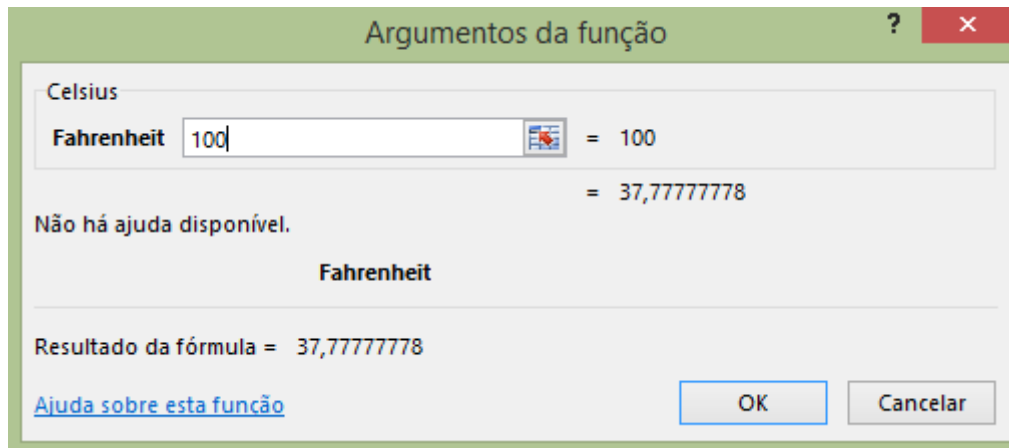 Argumentos da função
?
Celsius
Fahrenheit 100 = 100
= 37,77777778
Não há ajuda disponível.
Fahrenheit
Resultado da fórmula = 37,77777778
Ajuda sobre esta função
OK Cancelar